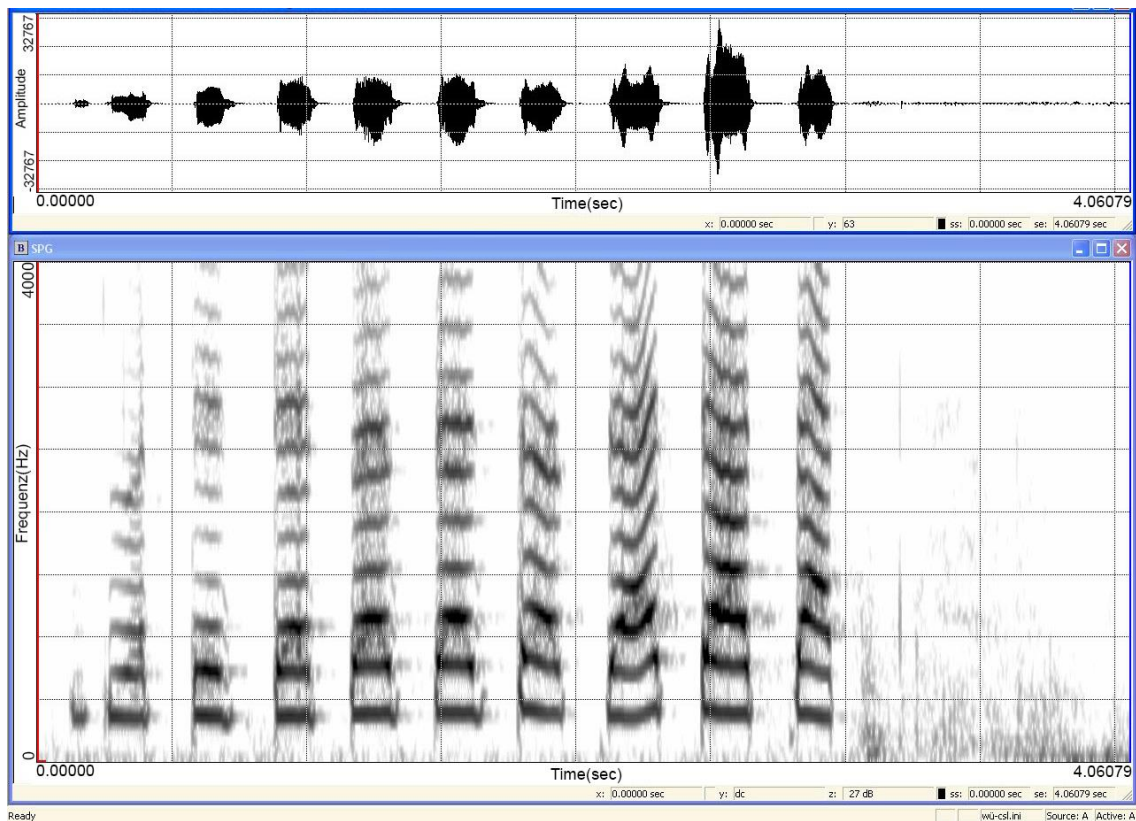 32767
Amplitude
-32767
0.00000
Time(sec)
4.06079
x: 0.00000 sec y: 63 ss: 0.00000 sec se: 4.06079 sec
B SPG
4000
Frequenz(Hz)
0
0.00000
Time(sec)
4.06079
x: 0.00000 sec y: dc z: 27 dB ss: 0.00000 sec se: 4.06079 sec
Ready wü-csl.ini Source: A Active: A